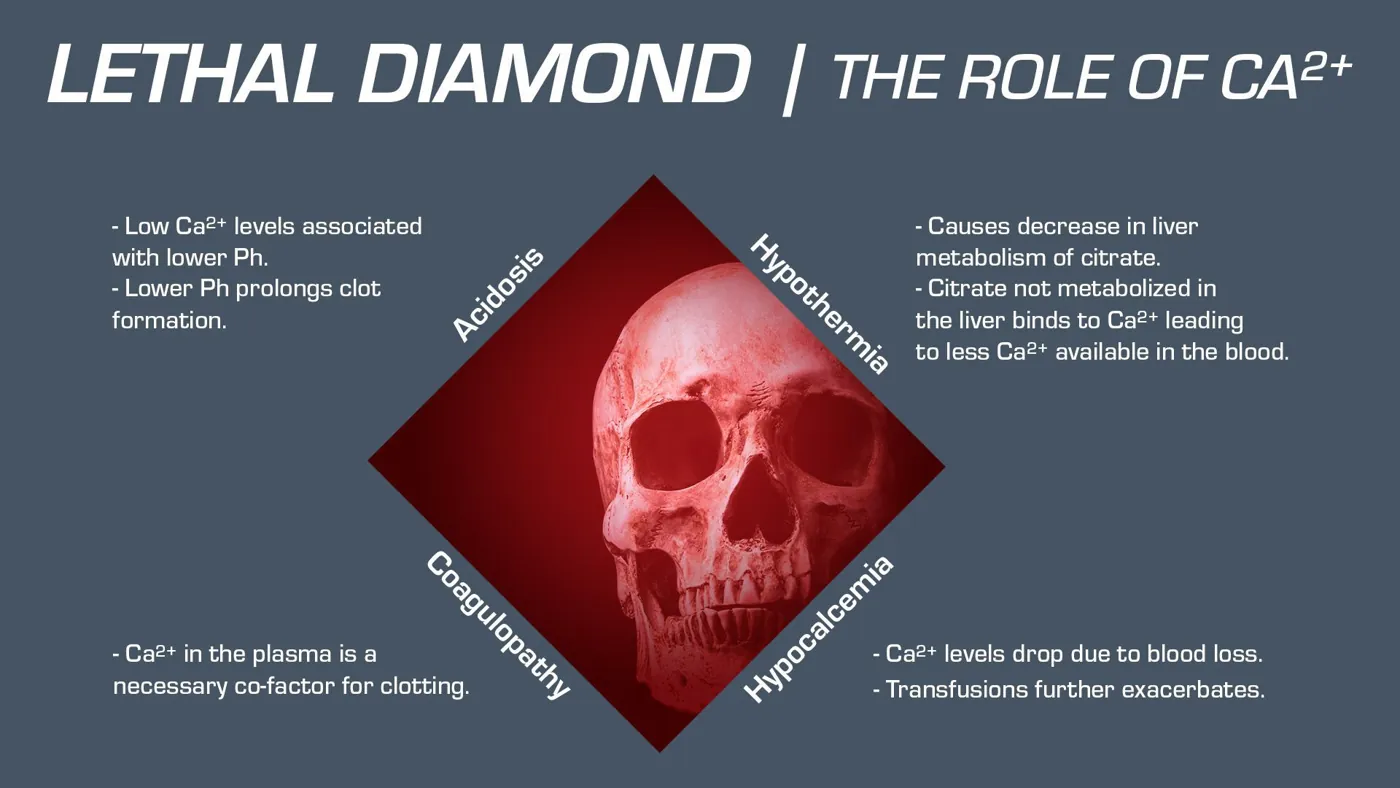 LETHAL DIAMOND | THE ROLE OF CA²⁺
- Low Ca²⁺ levels associated
with lower Ph.
- Lower Ph prolongs clot
formation.
Acidosis
Hypothermia
- Causes decrease in liver
metabolism of citrate.
- Citrate not metabolized in
the liver binds to Ca²⁺ leading
to less Ca²⁺ available in the blood.
Coagulopathy
- Ca²⁺ in the plasma is a
necessary co-factor for clotting.
Hypocalcemia
- Ca²⁺ levels drop due to blood loss.
- Transfusions further exacerbates.